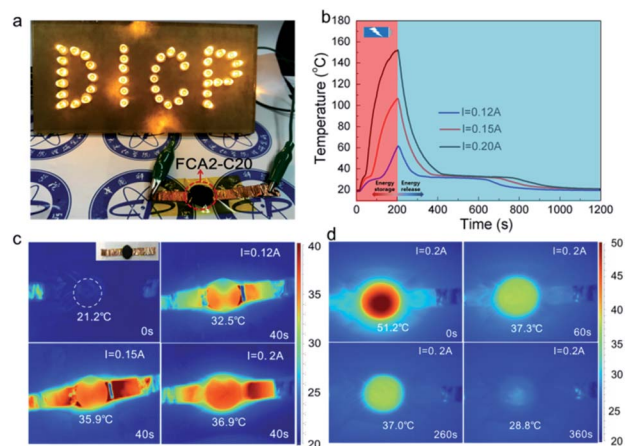 a
DICP
FCA2-C20
b
Temperature (°C)
180
160
140
120
100
80
60
40
20
I=0.12A
I=0.15A
I=0.20A
Energy storage
Energy release
0 200 400 600 800 1000 1200
Time (s)
c
21.2℃
0s
I=0.12A
32.5℃
40s
I=0.15A
35.9℃
40s
I=0.2A
36.9℃
40s
40
35
30
25
20
d
I=0.2A
51.2℃
0s
I=0.2A
37.3℃
60s
I=0.2A
37.0℃
260s
I=0.2A
28.8℃
360s
50
45
40
35
30
25
20